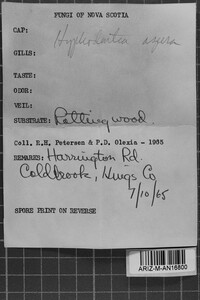 FUNGI OF NOVA SCOTIA
CAP: Hyphodontia
GILLS:
TASTE:
ODOR:
VEIL:
SUBSTRATE: Rotting wood.
Coll. R.H. Petersen & P.D. Olexia - 1965
REMARKS: Harrington Rd.
Coldbrook, Kings Co
7/10/65
SPORE PRINT ON REVERSE
ARIZ-M-AN16800